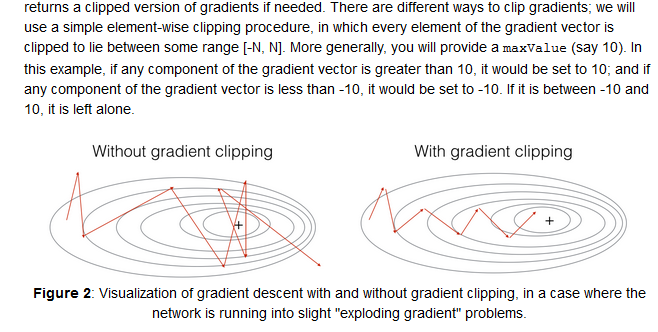 returns a clipped version of gradients if needed. There are different ways to clip gradients; we will
use a simple element-wise clipping procedure, in which every element of the gradient vector is
clipped to lie between some range [-N, N]. More generally, you will provide a maxValue (say 10). In
this example, if any component of the gradient vector is greater than 10, it would be set to 10; and if
any component of the gradient vector is less than -10, it would be set to -10. If it is between -10 and
10, it is left alone.
Without gradient clipping
With gradient clipping
Figure 2: Visualization of gradient descent with and without gradient clipping, in a case where the
network is running into slight "exploding gradient" problems.